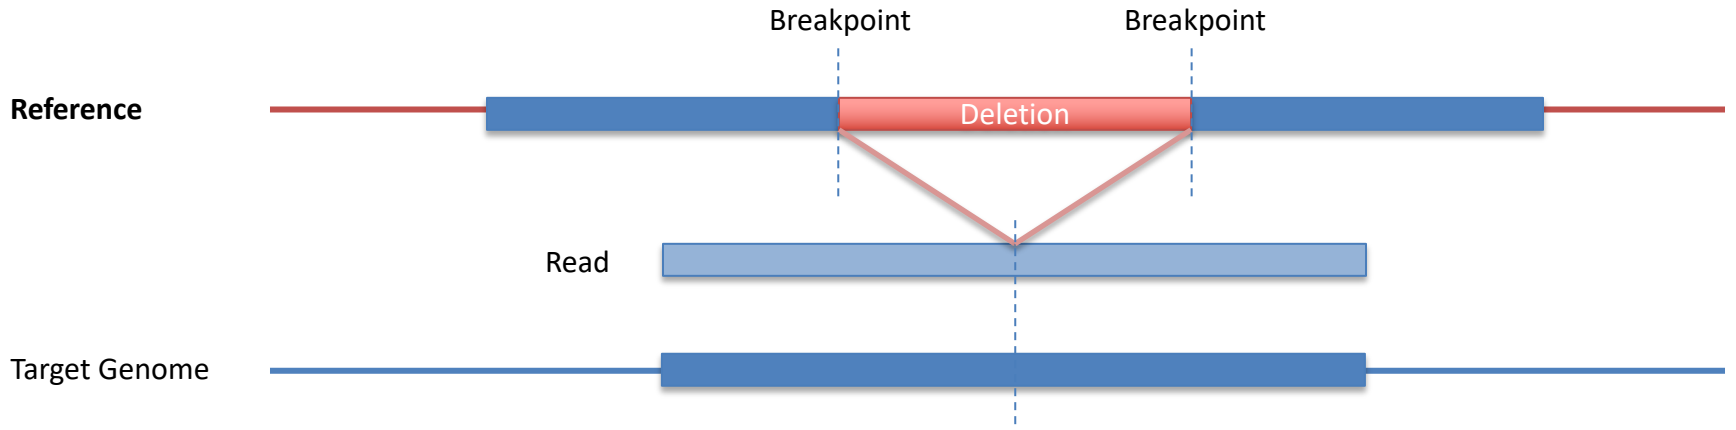 Breakpoint Breakpoint
Reference
Deletion
Read
Target Genome